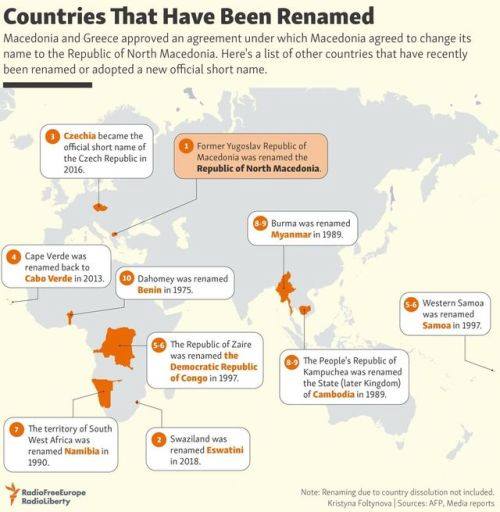 Countries That Have Been Renamed
Macedonia and Greece approved an agreement under which Macedonia agreed to change its
name to the Republic of North Macedonia. Here's a list of other countries that have recently
been renamed or adopted a new official short name.
3 Czechia became the
official short name of
the Czech Republic in
2016.
1 Former Yugoslav Republic of
Macedonia was renamed the
Republic of North Macedonia.
8-9 Burma was renamed
Myanmar in 1989.
4 Cape Verde was
renamed back to
Cabo Verde in 2013.
10 Dahomey was renamed
Benin in 1975.
5-6 Western Samoa
was renamed
Samoa in 1997.
5-6 The Republic of Zaire
was renamed the
Democratic Republic
of Congo in 1997.
8-9 The People's Republic of
Kampuchea was renamed
the State (later Kingdom)
of Cambodia in 1989.
7 The territory of South
West Africa was
renamed Namibia in
1990.
2 Swaziland was
renamed Eswatini
in 2018.
RadioFreeEurope
RadioLiberty
Note: Renaming due to country dissolution not included.
Kristyna Foltynova | Sources: AFP, Media reports